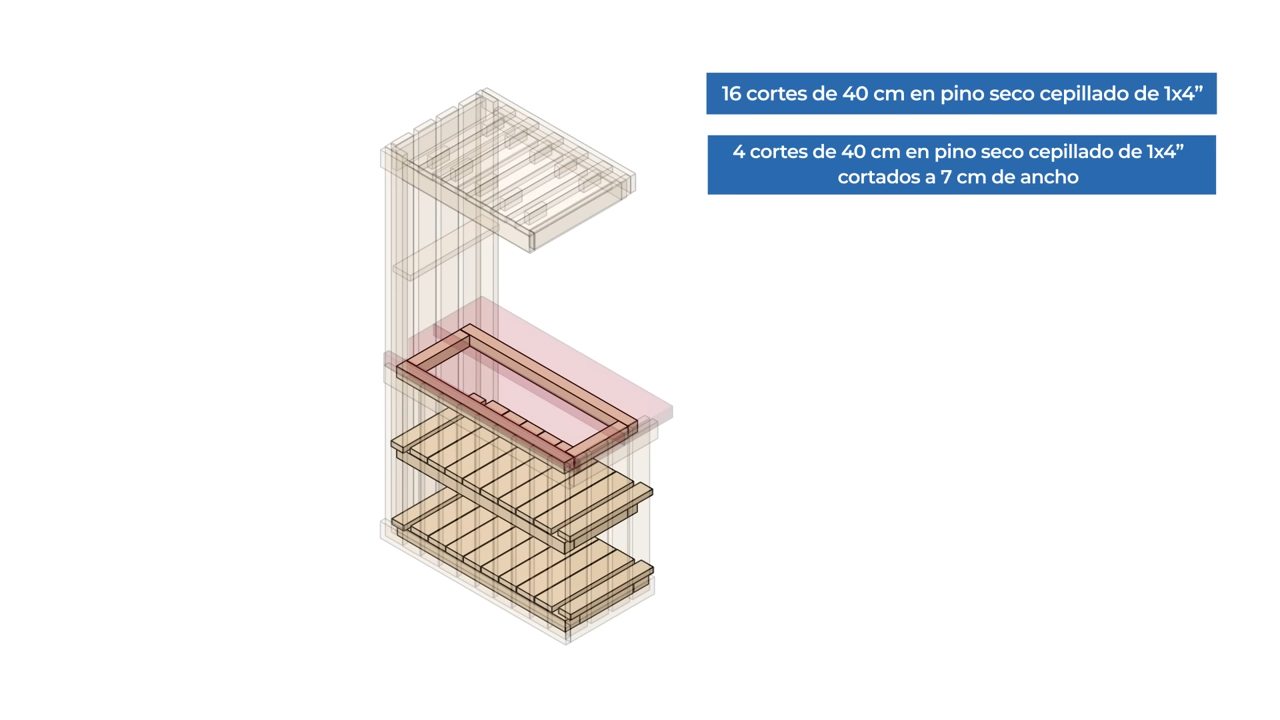 16 cortes de 40 cm en pino seco cepillado de 1x4”
4 cortes de 40 cm en pino seco cepillado de 1x4”
cortados a 7 cm de ancho